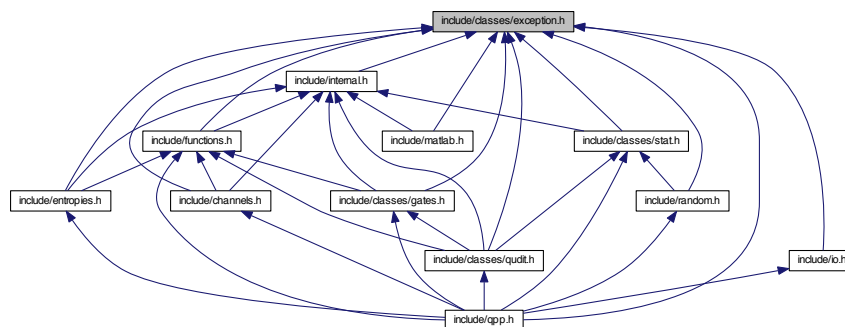 include/classes/exception.h
include/internal.h
include/functions.h
include/matlab.h
include/classes/stat.h
include/entropies.h
include/channels.h
include/classes/gates.h
include/random.h
include/classes/qudit.h
include/io.h
include/qpp.h